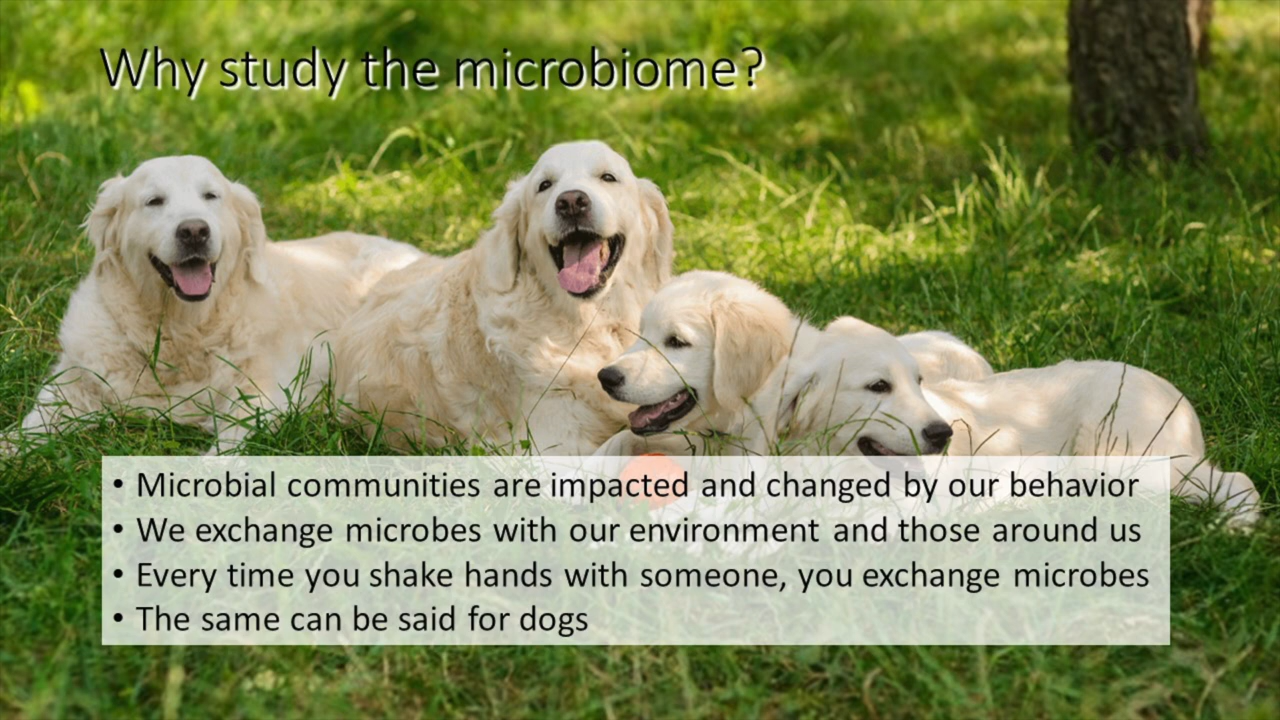 Why study the microbiome?
• Microbial communities are impacted and changed by our behavior
• We exchange microbes with our environment and those around us
• Every time you shake hands with someone, you exchange microbes
• The same can be said for dogs